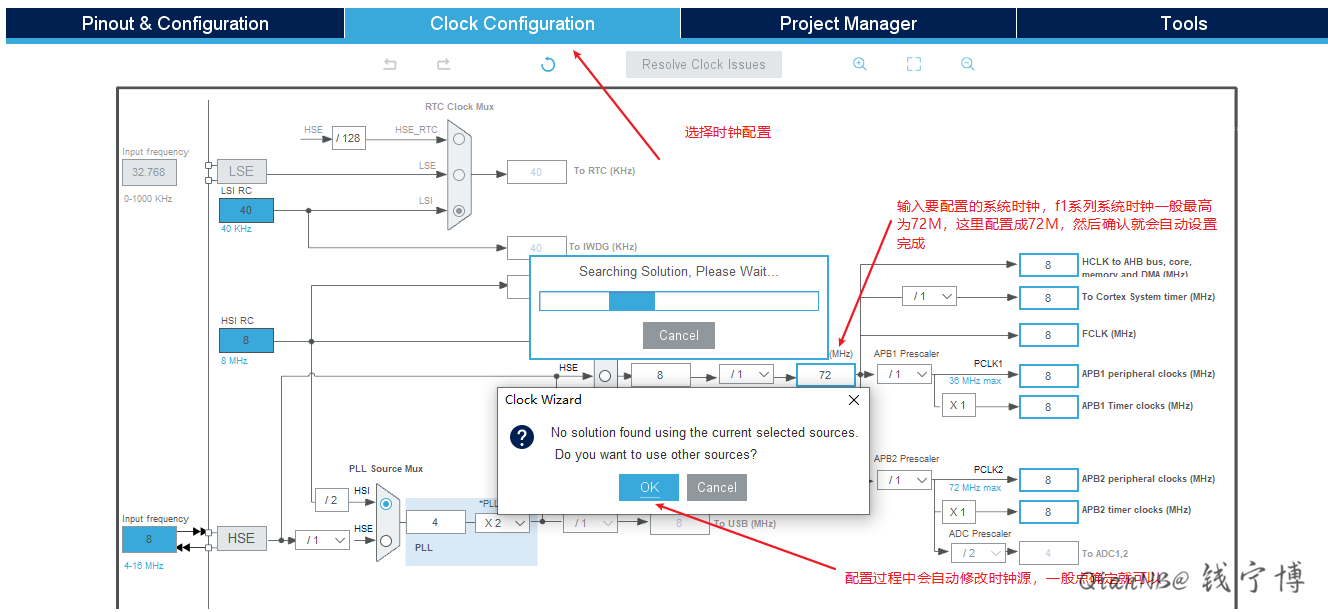 Pinout & Configuration
Clock Configuration
Project Manager
Tools
Resolve Clock Issues
选择时钟配置
RTC Clock Mux
HSE
/ 128
HSE_RTC
Input frequency
32.768
0-1000 KHz
LSE
LSE
40
To RTC (KHz)
LSI RC
40
40 KHz
LSI
40
To IWDG (KHz)
输入要配置的系统时钟，f1系列系统时钟一般最高
为72M，这里配置成72M，然后确认就会自动设置
完成
Searching Solution, Please Wait...
Cancel
8
HCLK to AHB bus, core,
memory and DMA (MHz)
/ 1
8
To Cortex System timer (MHz)
HSI RC
8
8 MHz
8
FCLK (MHz)
(MHz)
HSE
8
/ 1
72
APB1 Prescaler
/ 1
PCLK1
36 MHz max
8
APB1 peripheral clocks (MHz)
X 1
8
APB1 Timer clocks (MHz)
Clock Wizard
No solution found using the current selected sources.
Do you want to use other sources?
OK
Cancel
APB2 Prescaler
/ 1
PCLK2
72 MHz max
8
APB2 peripheral clocks (MHz)
X 1
8
APB2 timer clocks (MHz)
ADC Prescaler
/ 2
4
To ADC1,2
PLL Source Mux
/ 2
HSI
*PLL
4
X 2
PLL
/ 1
8
To USB (MHz)
Input frequency
8
4-16 MHz
HSE
/ 1
HSE
配置过程中会自动修改时钟源，一般点确定就可以
QianNB@ 钱宁博